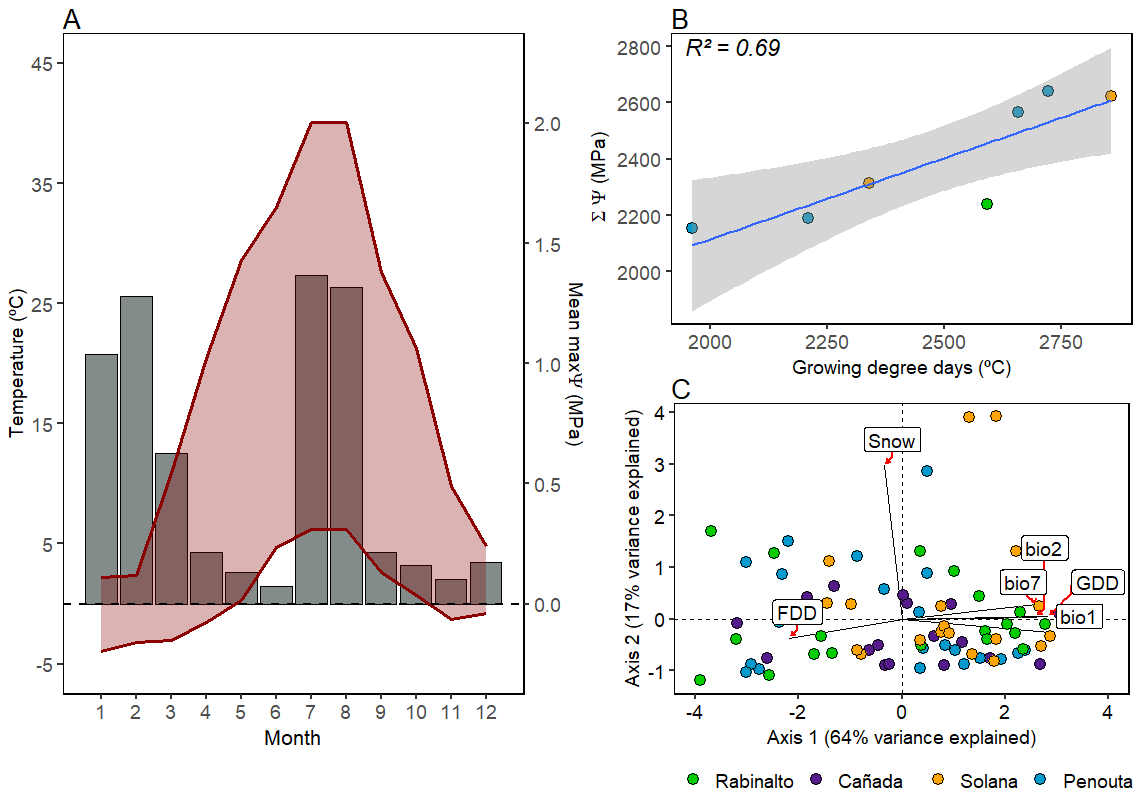 A
45
35
25
15
5
-5
Temperature (ºC)
2.0
1.5
1.0
0.5
0.0
Mean maxΨ (MPa)
1 2 3 4 5 6 7 8 9 10 11 12
Month
B
R² = 0.69
2800
2600
2400
2200
2000
Σ Ψ (MPa)
2000 2250 2500 2750
Growing degree days (ºC)
C
4
3
2
1
0
-1
Axis 2 (17% variance explained)
Snow
bio2
bio7
GDD
FDD
bio1
-4 -2 0 2 4
Axis 1 (64% variance explained)
Rabinalto Cañada Solana Penouta